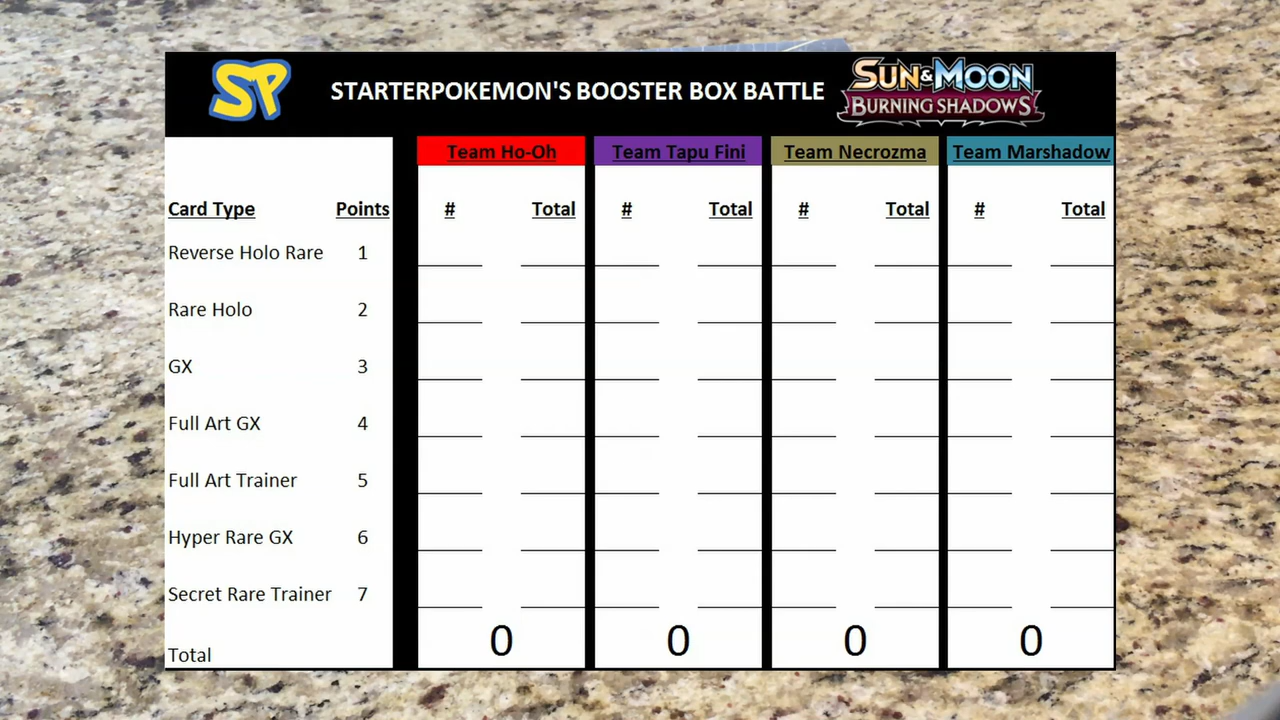 SP
STARTERPOKEMON'S BOOSTER BOX BATTLE
SUN & MOON
BURNING SHADOWS
Team Ho-Oh Team Tapu Fini Team Necrozma Team Marshadow
Card Type Points # Total # Total # Total # Total
Reverse Holo Rare 1
Rare Holo 2
GX 3
Full Art GX 4
Full Art Trainer 5
Hyper Rare GX 6
Secret Rare Trainer 7
Total 0 0 0 0